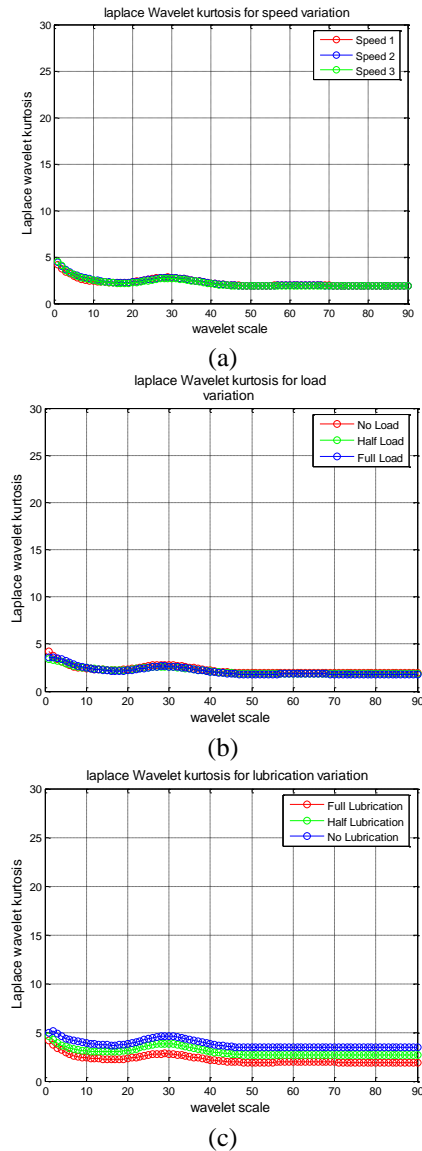 laplace Wavelet kurtosis for speed variation
30
25
20
15
10
5
0
Laplace wavelet kurtosis
Speed 1
Speed 2
Speed 3
0 10 20 30 40 50 60 70 80 90
wavelet scale
(a)
laplace Wavelet kurtosis for load
variation
30
25
20
15
10
5
0
Laplace wavelet kurtosis
No Load
Half Load
Full Load
0 10 20 30 40 50 60 70 80 90
wavelet scale
(b)
laplace Wavelet kurtosis for lubrication variation
30
25
20
15
10
5
0
Laplace wavelet kurtosis
Full Lubrication
Half Lubrication
No Lubrication
0 10 20 30 40 50 60 70 80 90
wavelet scale
(c)